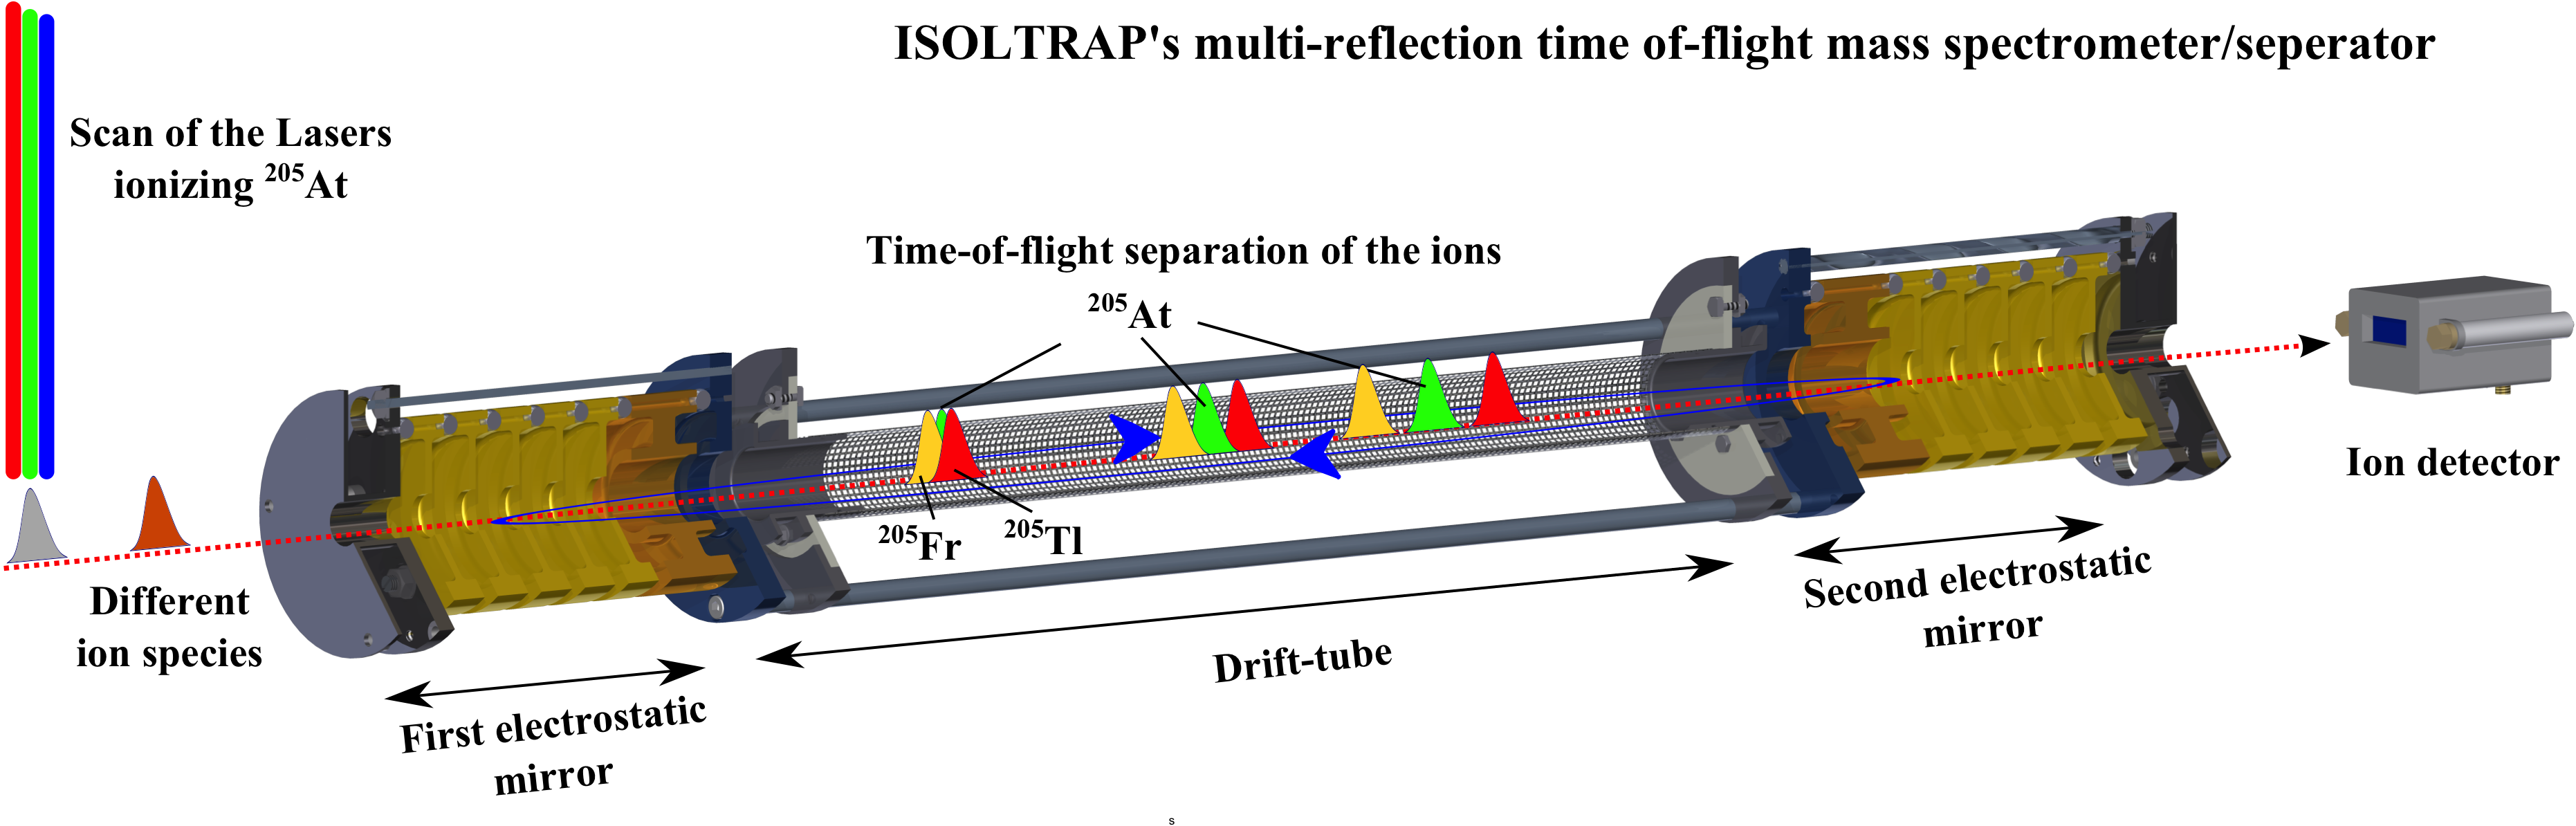 ISOLTRAP's multi-reflection time of-flight mass spectrometer/seperator
Scan of the Lasers
ionizing ²⁰⁵At
Time-of-flight separation of the ions
²⁰⁵At
²⁰⁵Fr
²⁰⁵Tl
Ion detector
Different
ion species
Second electrostatic
mirror
Drift-tube
First electrostatic
mirror
s